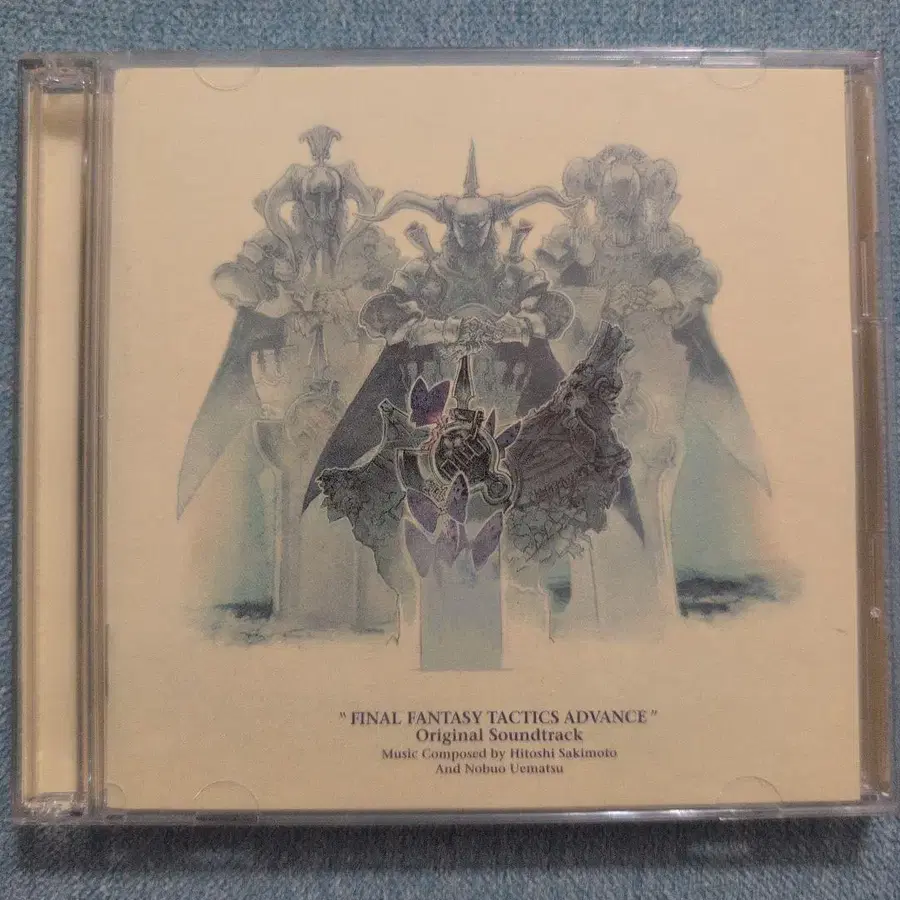 " FINAL FANTASY TACTICS ADVANCE "
Original Soundtrack
Music Composed by Hitoshi Sakimoto
And Nobuo Uematsu